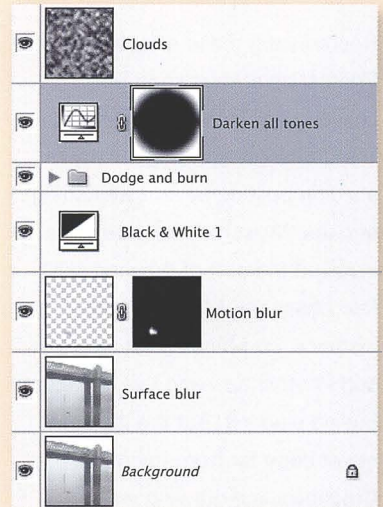 Clouds
Darken all tones
Dodge and burn
Black & White 1
Motion blur
Surface blur
Background